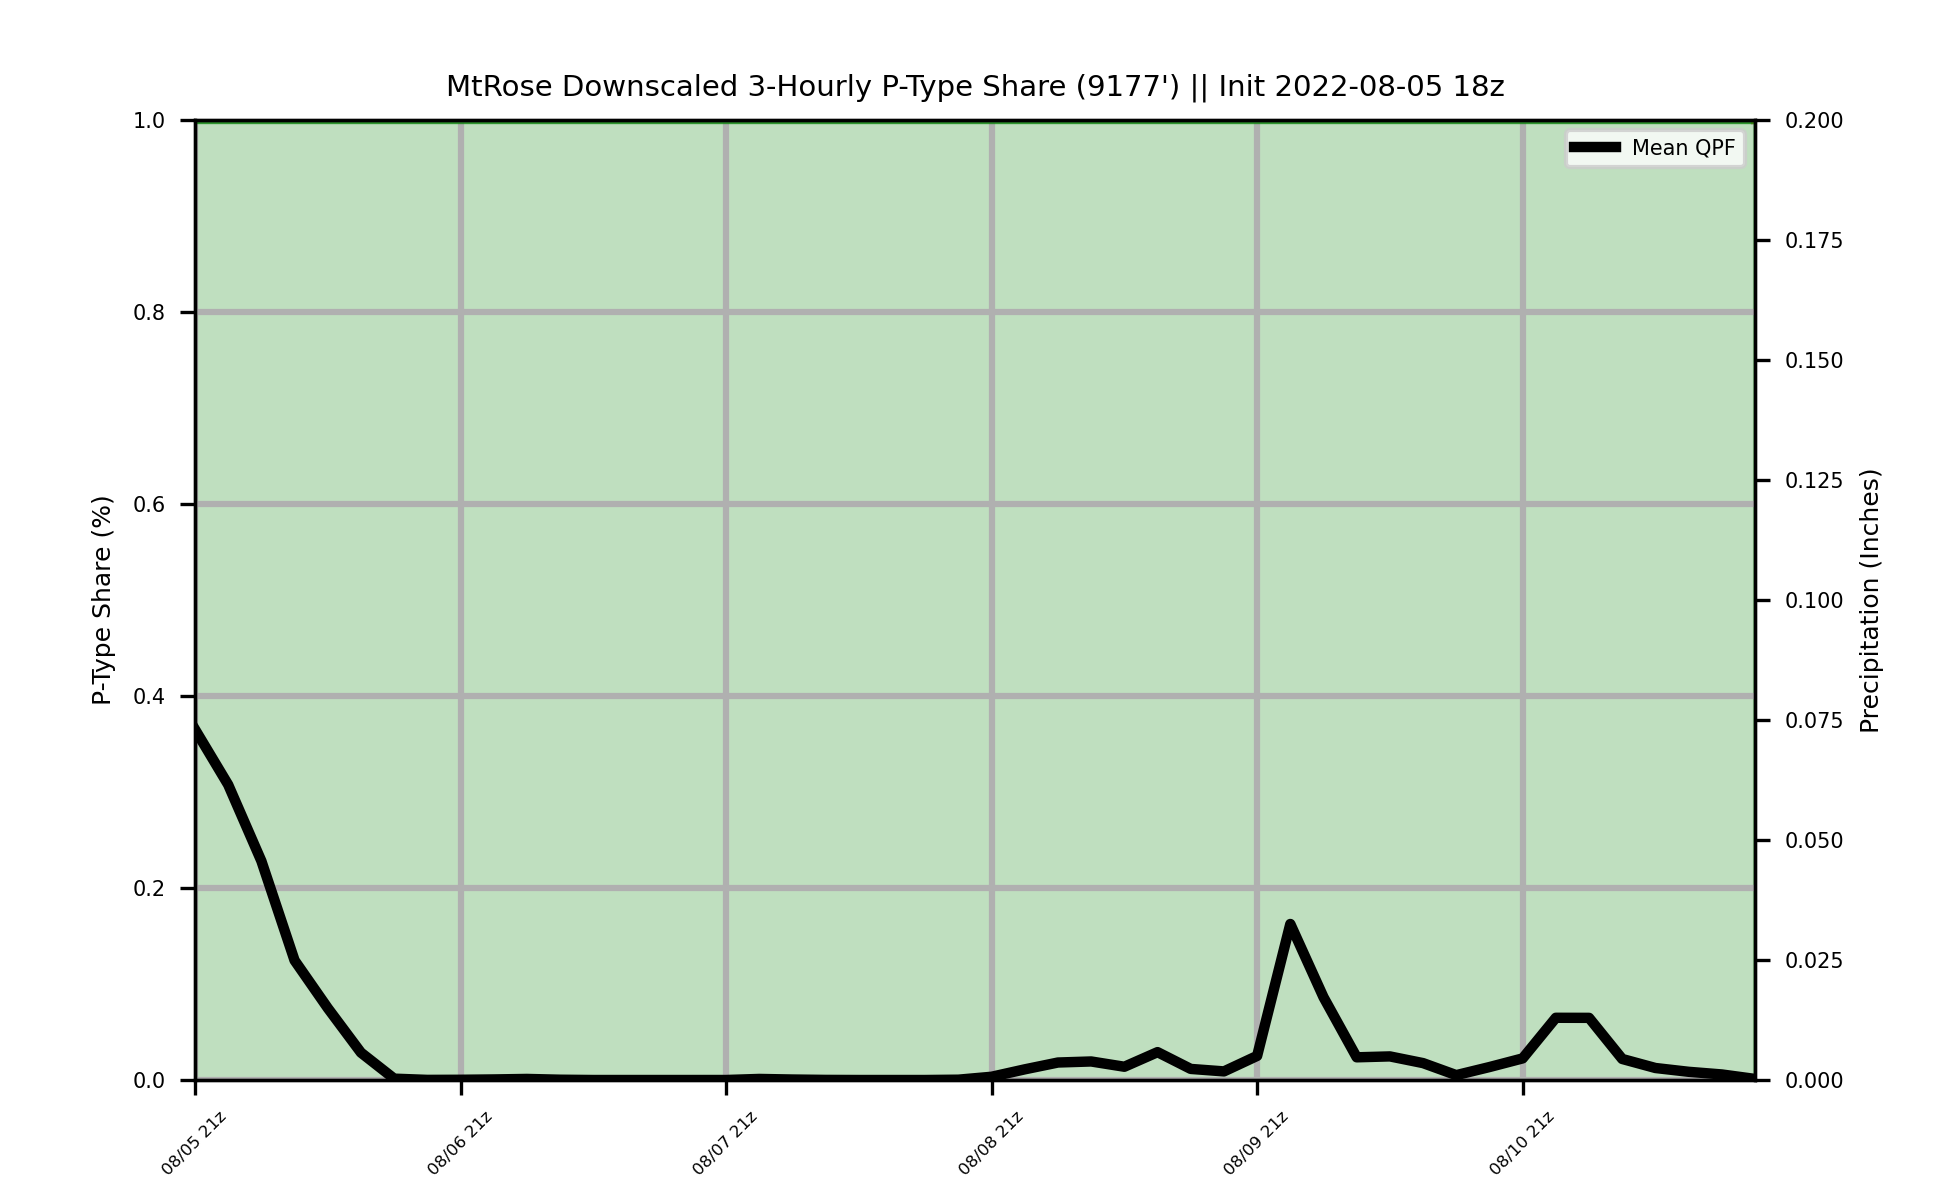 MtRose Downscaled 3-Hourly P-Type Share (9177') || Init 2022-08-05 18z
Mean QPF
P-Type Share (%)
1.0
0.8
0.6
0.4
0.2
0.0
0.200
0.175
0.150
0.125
0.100
0.075
0.050
0.025
0.000
Precipitation (Inches)
08/05 21z
08/06 21z
08/07 21z
08/08 21z
08/09 21z
08/10 21z